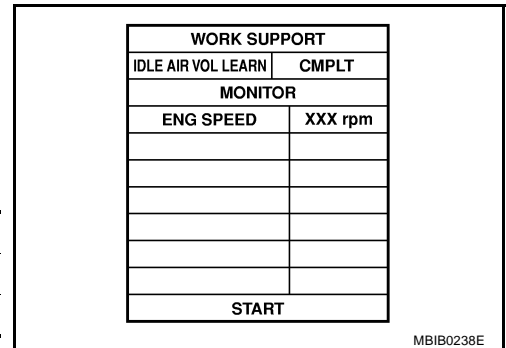 WORK SUPPORT
IDLE AIR VOL LEARN CMPLT
MONITOR
ENG SPEED XXX rpm
START
MBIB0238E